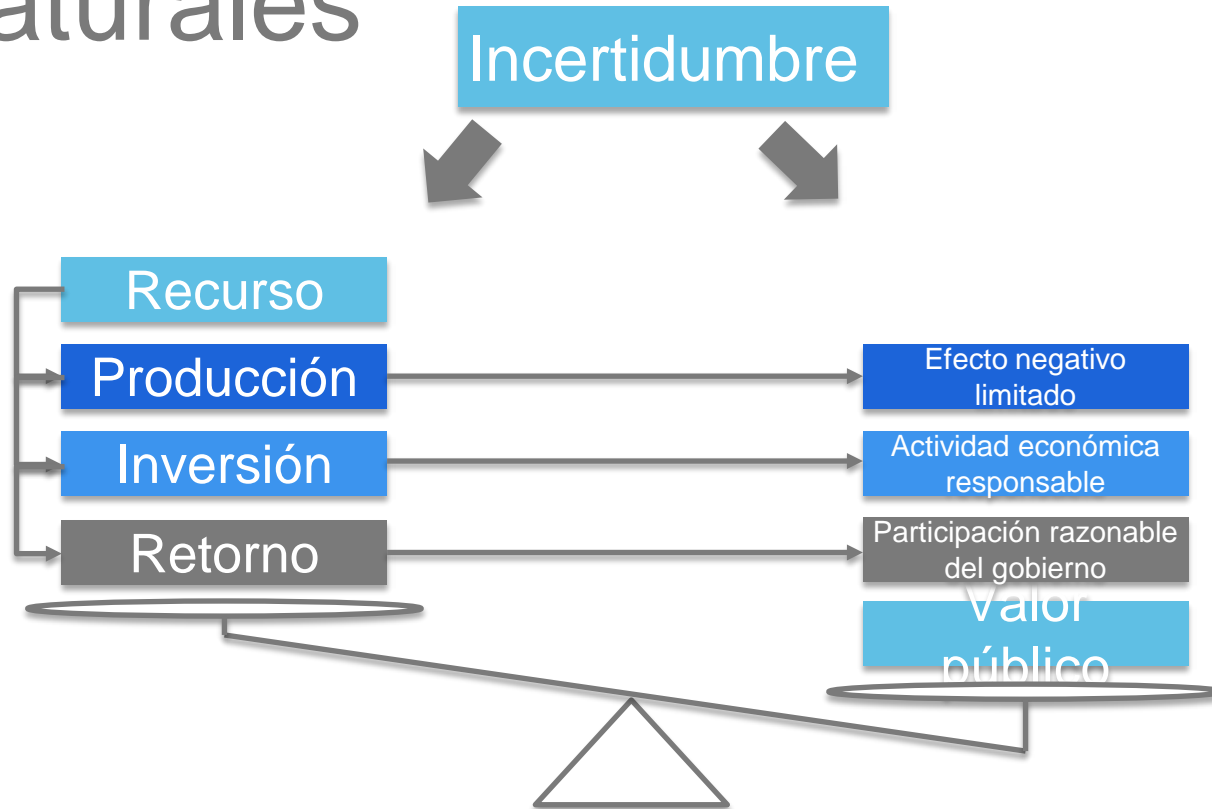 aturales
Incertidumbre
Recurso
Producción
Inversión
Retorno
Efecto negativo
limitado
Actividad económica
responsable
Participación razonable
del gobierno
Valor
público